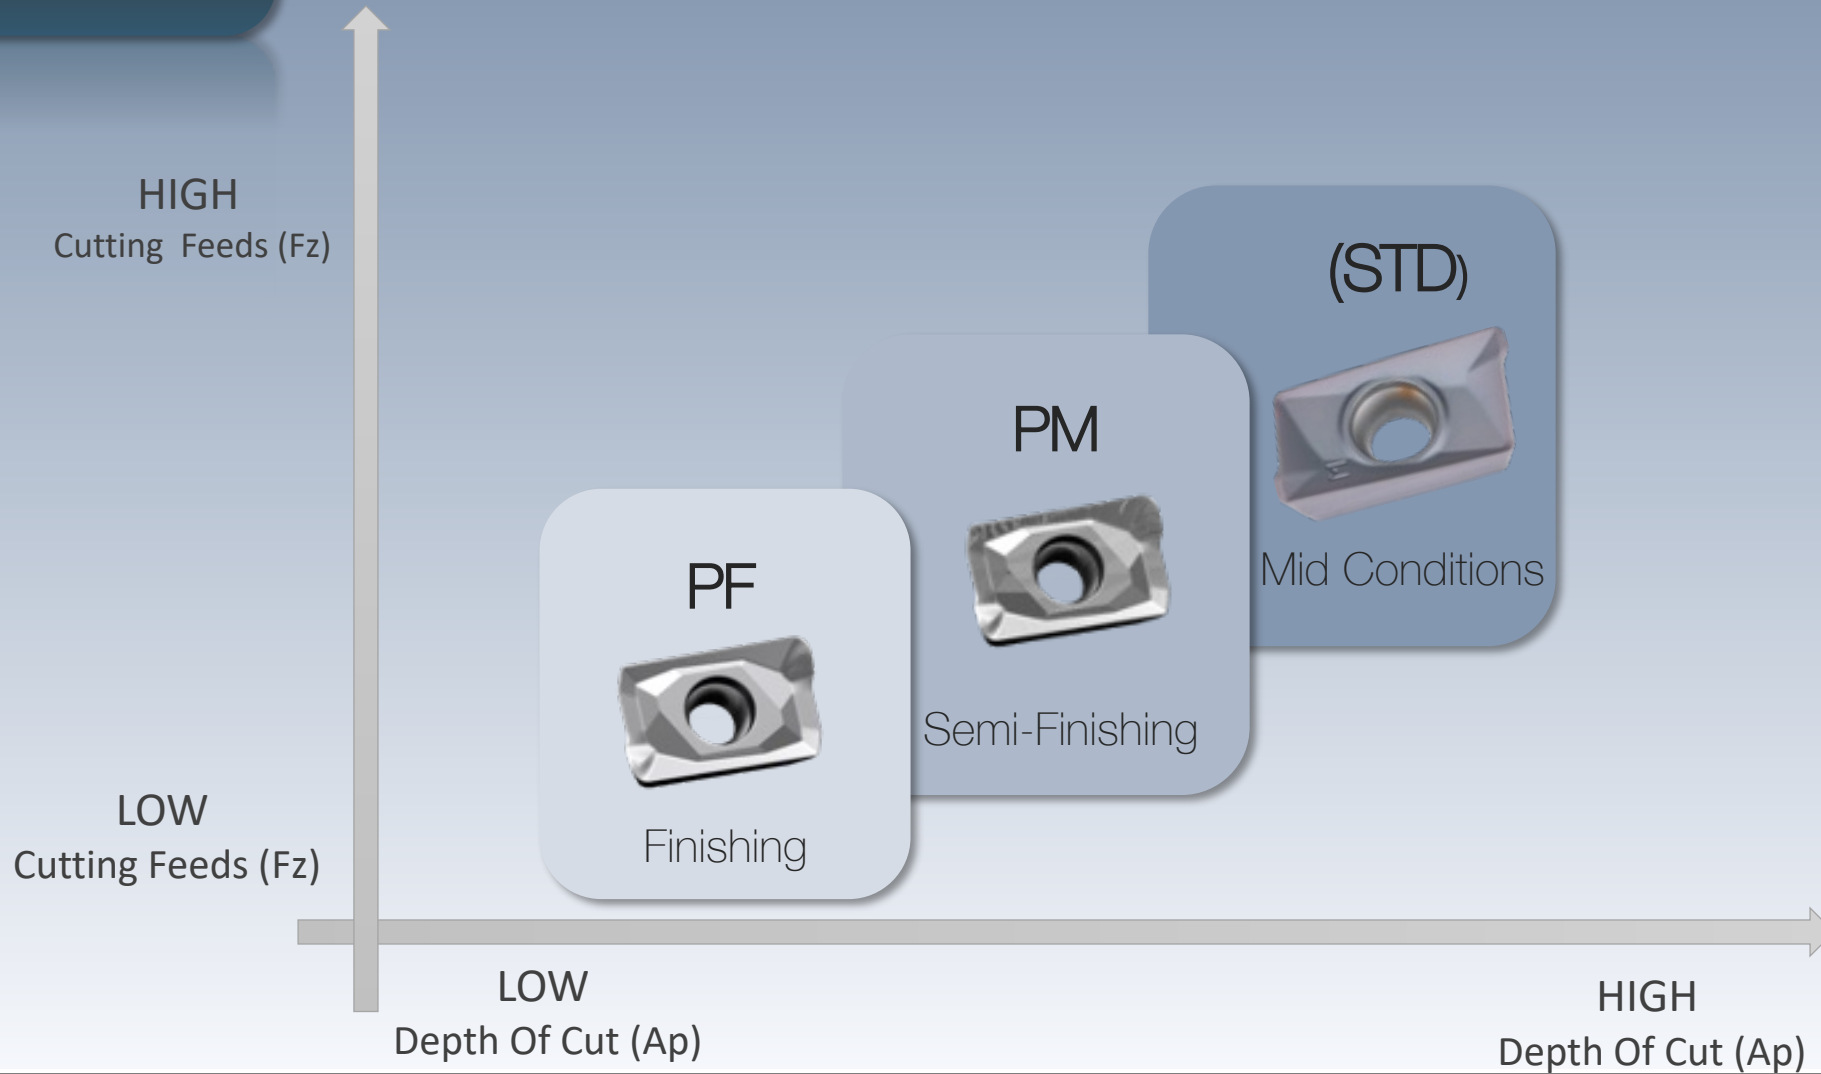 HIGH
Cutting  Feeds (Fz)
(STD)
Mid Conditions
PM
Semi-Finishing
PF
Finishing
LOW
Cutting Feeds (Fz)
LOW
Depth Of Cut (Ap)
HIGH
Depth Of Cut (Ap)